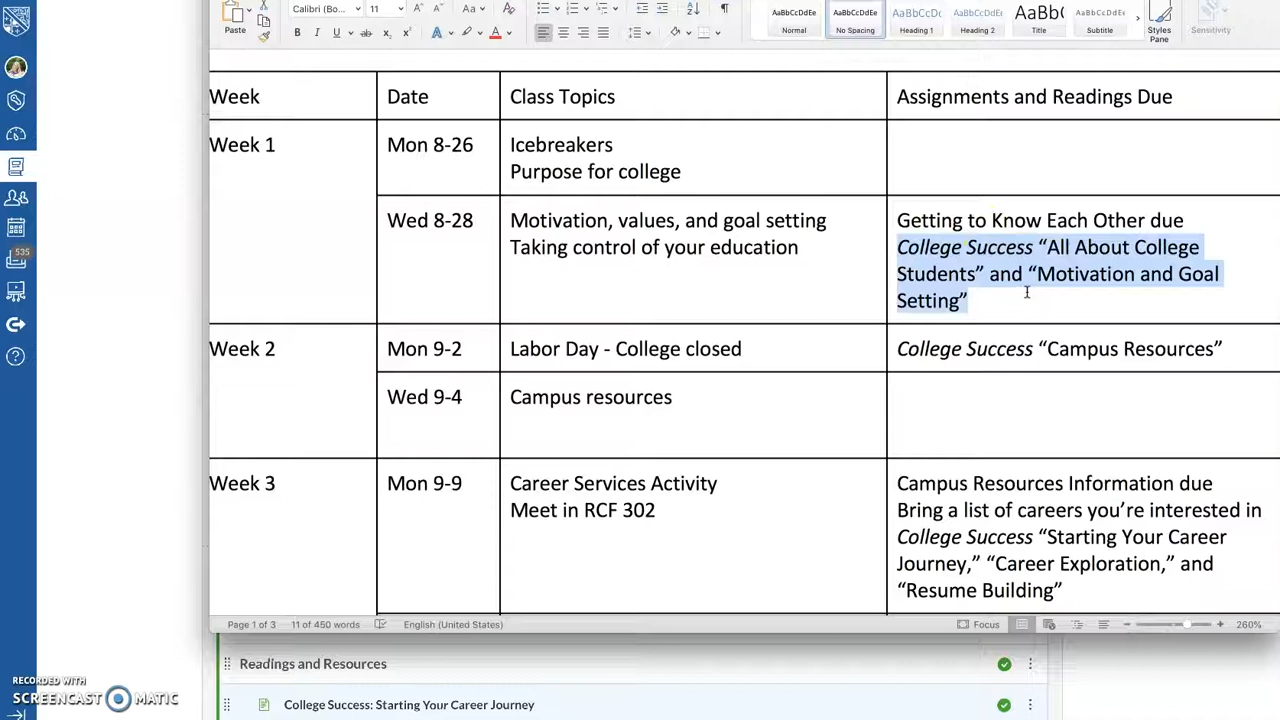 Calibri (Bo...
11
Aa
Paste
B I U ab x₂ x² A A
AaBbCcDdEe
AaBbCcDdEe
AaBbCcDc
AaBbCcDdEe
AaBbC
AaBbCcDdEe
Normal
No Spacing
Heading 1
Heading 2
Title
Subtitle
Styles
Pane
Sensitivity
535
Week
Date
Class Topics
Assignments and Readings Due
Week 1
Mon 8-26
Icebreakers
Purpose for college
Wed 8-28
Motivation, values, and goal setting
Taking control of your education
Getting to Know Each Other due
College Success “All About College
Students” and “Motivation and Goal
Setting”
Week 2
Mon 9-2
Labor Day - College closed
College Success “Campus Resources”
Wed 9-4
Campus resources
Week 3
Mon 9-9
Career Services Activity
Meet in RCF 302
Campus Resources Information due
Bring a list of careers you’re interested in
College Success “Starting Your Career
Journey,” “Career Exploration,” and
“Resume Building”
Page 1 of 3
11 of 450 words
English (United States)
Focus
260%
Readings and Resources
College Success: Starting Your Career Journey
RECORDED WITH
SCREENCAST MATIC